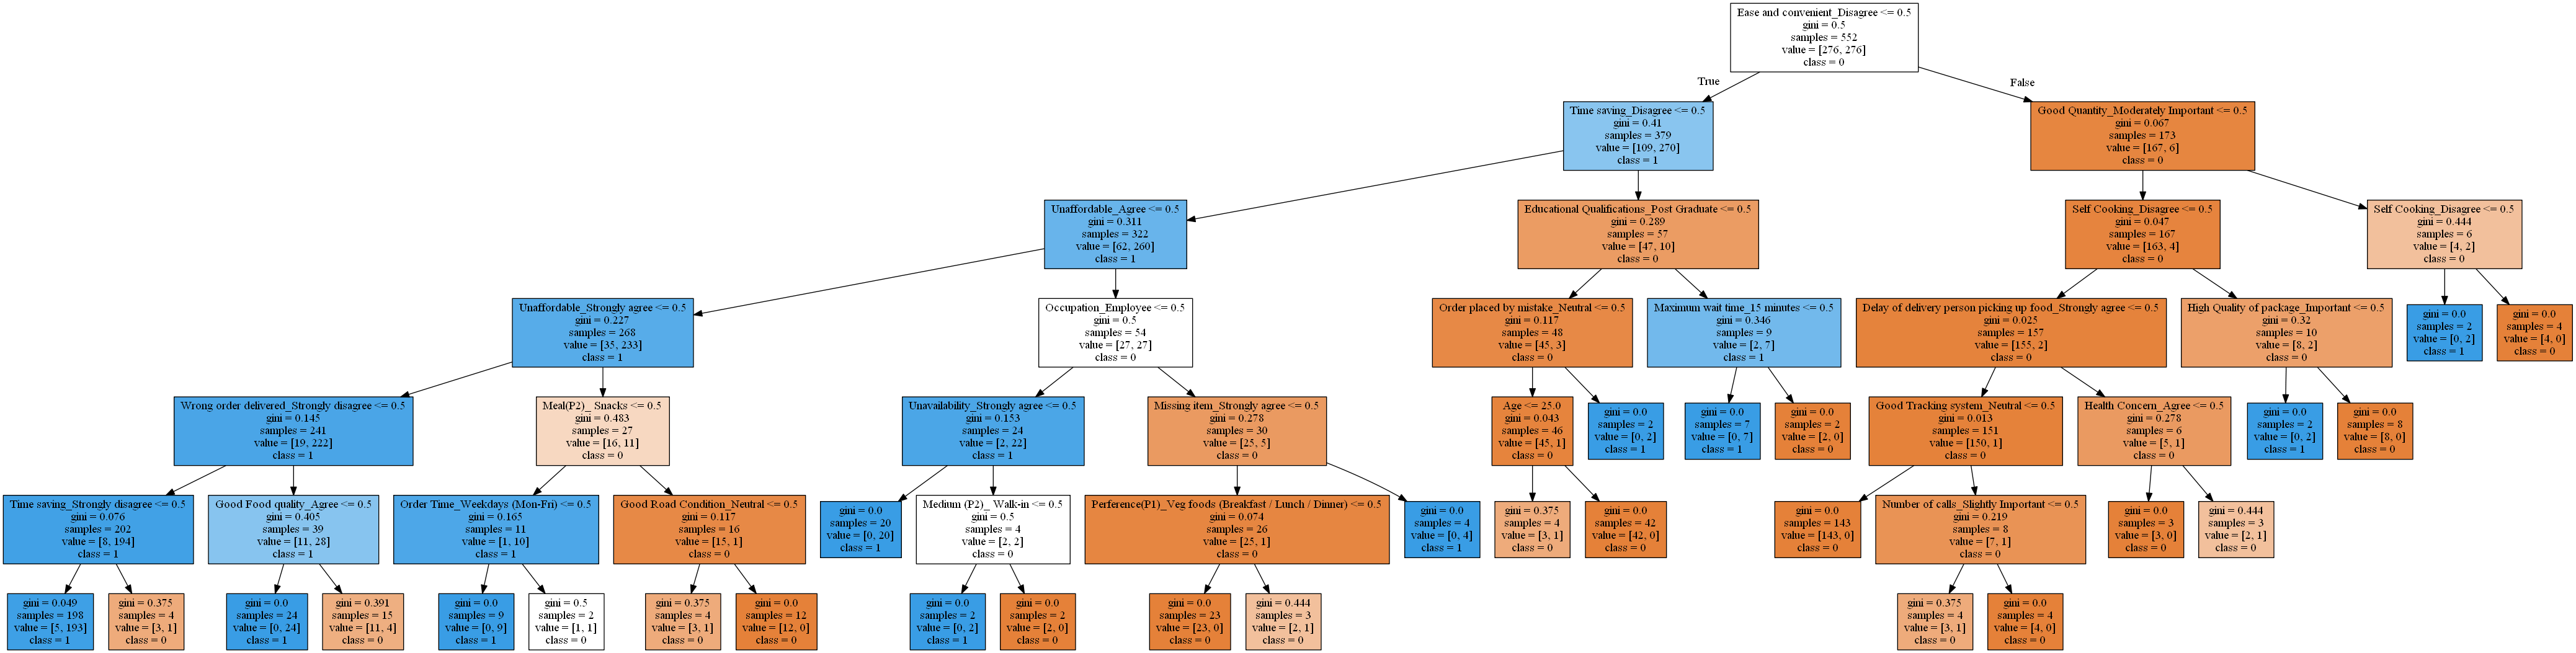 Ease and convenient_Disagree <= 0.5
gini = 0.5
samples = 552
value = [276, 276]
class = 0
True
False
Time saving_Disagree <= 0.5
gini = 0.41
samples = 379
value = [109, 270]
class = 1
Good Quantity_Moderately Important <= 0.5
gini = 0.067
samples = 173
value = [167, 6]
class = 0
Unaffordable_Agree <= 0.5
gini = 0.311
samples = 322
value = [62, 260]
class = 1
Educational Qualifications_Post Graduate <= 0.5
gini = 0.289
samples = 57
value = [47, 10]
class = 0
Self Cooking_Disagree <= 0.5
gini = 0.047
samples = 167
value = [163, 4]
class = 0
Self Cooking_Disagree <= 0.5
gini = 0.444
samples = 6
value = [4, 2]
class = 0
Unaffordable_Strongly agree <= 0.5
gini = 0.227
samples = 268
value = [35, 233]
class = 1
Occupation_Employee <= 0.5
gini = 0.5
samples = 54
value = [27, 27]
class = 0
Order placed by mistake_Neutral <= 0.5
gini = 0.117
samples = 48
value = [45, 3]
class = 0
Maximum wait time_15 minutes <= 0.5
gini = 0.346
samples = 9
value = [2, 7]
class = 1
Delay of delivery person picking up food_Strongly agree <= 0.5
gini = 0.025
samples = 157
value = [155, 2]
class = 0
High Quality of package_Important <= 0.5
gini = 0.32
samples = 10
value = [8, 2]
class = 0
gini = 0.0
samples = 2
value = [0, 2]
class = 1
gini = 0.0
samples = 4
value = [4, 0]
class = 0
Wrong order delivered_Strongly disagree <= 0.5
gini = 0.145
samples = 241
value = [19, 222]
class = 1
Meal(P2)_ Snacks <= 0.5
gini = 0.483
samples = 27
value = [16, 11]
class = 0
Unavailability_Strongly agree <= 0.5
gini = 0.153
samples = 24
value = [2, 22]
class = 1
Missing item_Strongly agree <= 0.5
gini = 0.278
samples = 30
value = [25, 5]
class = 0
Age <= 25.0
gini = 0.043
samples = 46
value = [45, 1]
class = 0
gini = 0.0
samples = 2
value = [0, 2]
class = 1
gini = 0.0
samples = 7
value = [0, 7]
class = 1
gini = 0.0
samples = 2
value = [2, 0]
class = 0
Good Tracking system_Neutral <= 0.5
gini = 0.013
samples = 151
value = [150, 1]
class = 0
Health Concern_Agree <= 0.5
gini = 0.278
samples = 6
value = [5, 1]
class = 0
gini = 0.0
samples = 2
value = [0, 2]
class = 1
gini = 0.0
samples = 8
value = [8, 0]
class = 0
Time saving_Strongly disagree <= 0.5
gini = 0.076
samples = 202
value = [8, 194]
class = 1
Good Food quality_Agree <= 0.5
gini = 0.405
samples = 39
value = [11, 28]
class = 1
Order Time_Weekdays (Mon-Fri) <= 0.5
gini = 0.165
samples = 11
value = [1, 10]
class = 1
Good Road Condition_Neutral <= 0.5
gini = 0.117
samples = 16
value = [15, 1]
class = 0
gini = 0.0
samples = 20
value = [0, 20]
class = 1
Medium (P2)_ Walk-in <= 0.5
gini = 0.5
samples = 4
value = [2, 2]
class = 0
Perference(P1)_Veg foods (Breakfast / Lunch / Dinner) <= 0.5
gini = 0.074
samples = 26
value = [25, 1]
class = 0
gini = 0.0
samples = 4
value = [0, 4]
class = 1
gini = 0.375
samples = 4
value = [3, 1]
class = 0
gini = 0.0
samples = 42
value = [42, 0]
class = 0
gini = 0.0
samples = 143
value = [143, 0]
class = 0
Number of calls_Slightly Important <= 0.5
gini = 0.219
samples = 8
value = [7, 1]
class = 0
gini = 0.0
samples = 3
value = [3, 0]
class = 0
gini = 0.444
samples = 3
value = [2, 1]
class = 0
gini = 0.049
samples = 198
value = [5, 193]
class = 1
gini = 0.375
samples = 4
value = [3, 1]
class = 0
gini = 0.0
samples = 24
value = [0, 24]
class = 1
gini = 0.391
samples = 15
value = [11, 4]
class = 0
gini = 0.0
samples = 9
value = [0, 9]
class = 1
gini = 0.5
samples = 2
value = [1, 1]
class = 0
gini = 0.375
samples = 4
value = [3, 1]
class = 0
gini = 0.0
samples = 12
value = [12, 0]
class = 0
gini = 0.0
samples = 2
value = [0, 2]
class = 1
gini = 0.0
samples = 2
value = [2, 0]
class = 0
gini = 0.0
samples = 23
value = [23, 0]
class = 0
gini = 0.444
samples = 3
value = [2, 1]
class = 0
gini = 0.375
samples = 4
value = [3, 1]
class = 0
gini = 0.0
samples = 4
value = [4, 0]
class = 0